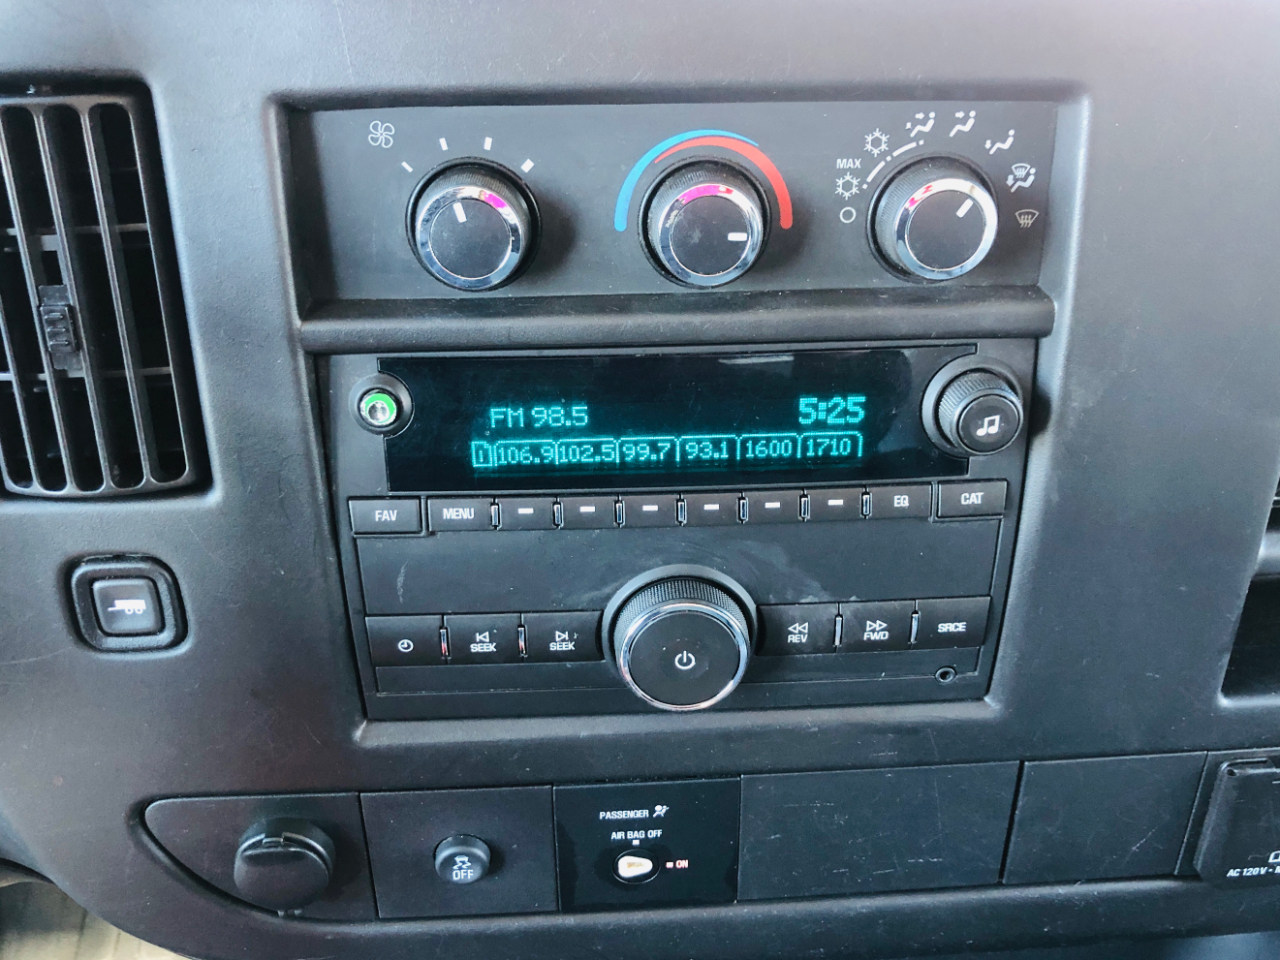 MAX
FM 98.5 5:25
1 106.9 102.5 99.7 93.1 1600 1710
FAV MENU EQ CAT
SEEK SEEK REV FWD SRCE
PASSENGER
AIR BAG OFF
ON
OFF
AC 120V -